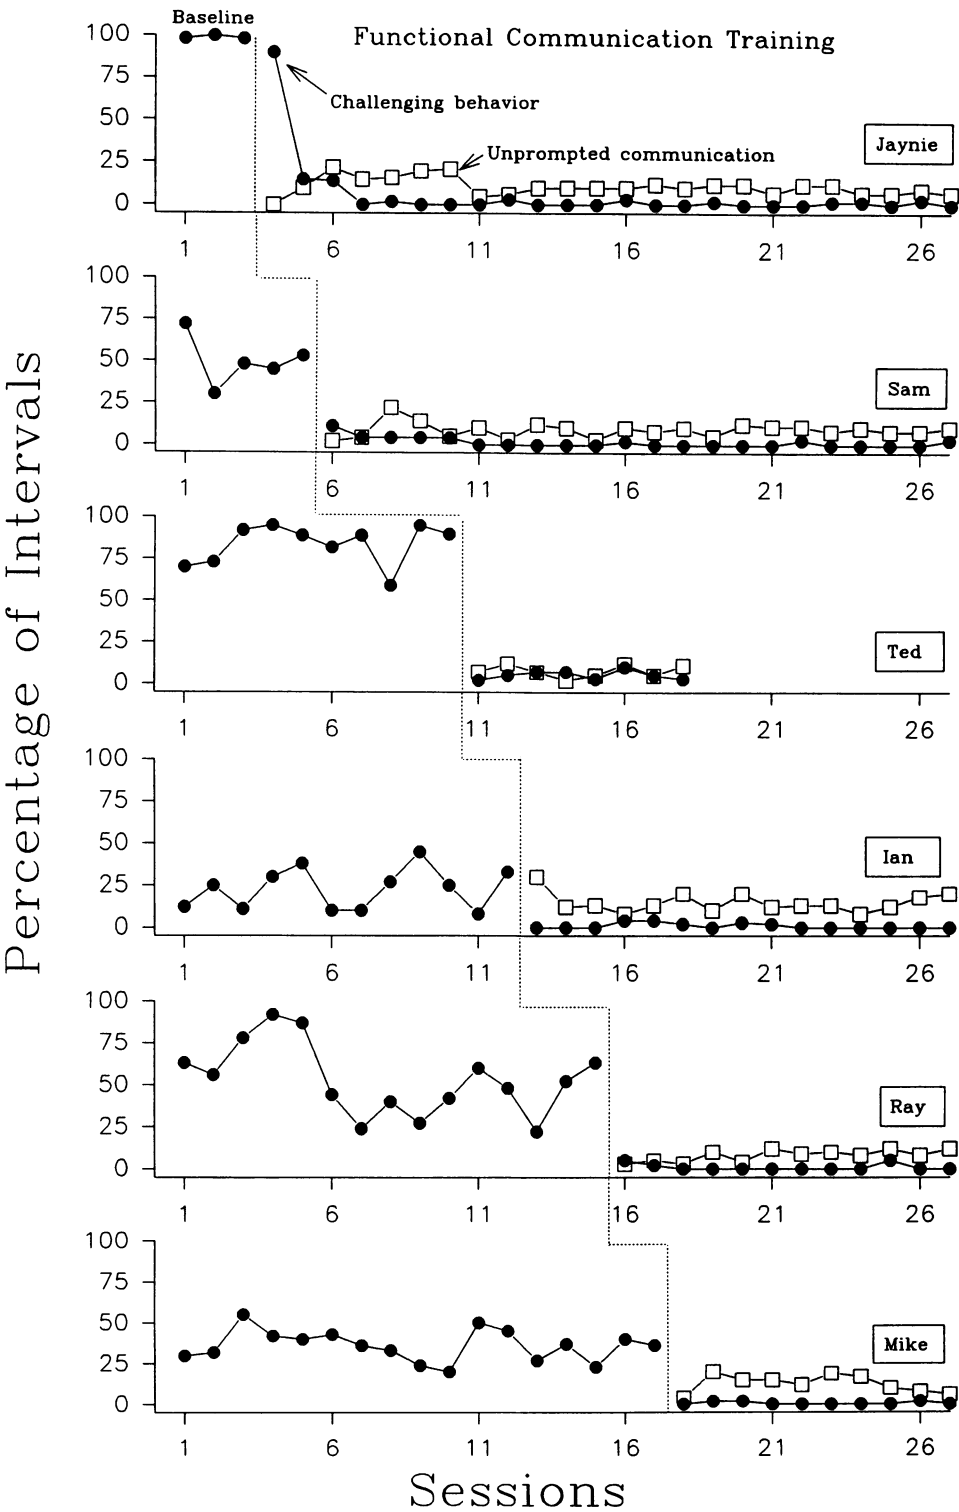 Baseline
Functional Communication Training
100
75
50
25
0
Challenging behavior
Unprompted communication
Jaynie
1 6 11 16 21 26
100
75
50
25
0
Sam
1 6 11 16 21 26
100
75
50
25
0
Ted
1 6 11 16 21 26
100
75
50
25
0
Ian
1 6 11 16 21 26
100
75
50
25
0
Ray
1 6 11 16 21 26
100
75
50
25
0
Mike
1 6 11 16 21 26
Percentage of Intervals
Sessions